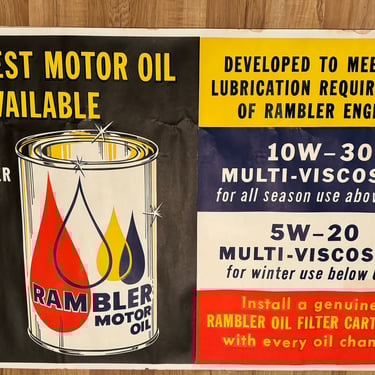 EST MOTOR OIL
VAILABLE
ER
RAMBLER
MOTOR
OIL
DEVELOPED TO MEE
LUBRICATION REQUIR
OF RAMBLER ENG
10W-30
MULTI-VISCOS
for all season use abov
5W-20
MULTI-VISCOS
for winter use below
Install a genuine
RAMBLER OIL FILTER CART
with every oil chan